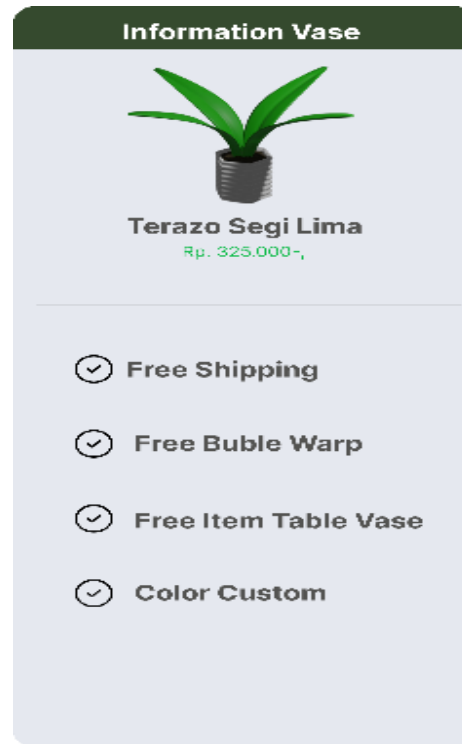 Information Vase
Terazo Segi Lima
Rp. 325.000-,
Free Shipping
Free Buble Warp
Free Item Table Vase
Color Custom